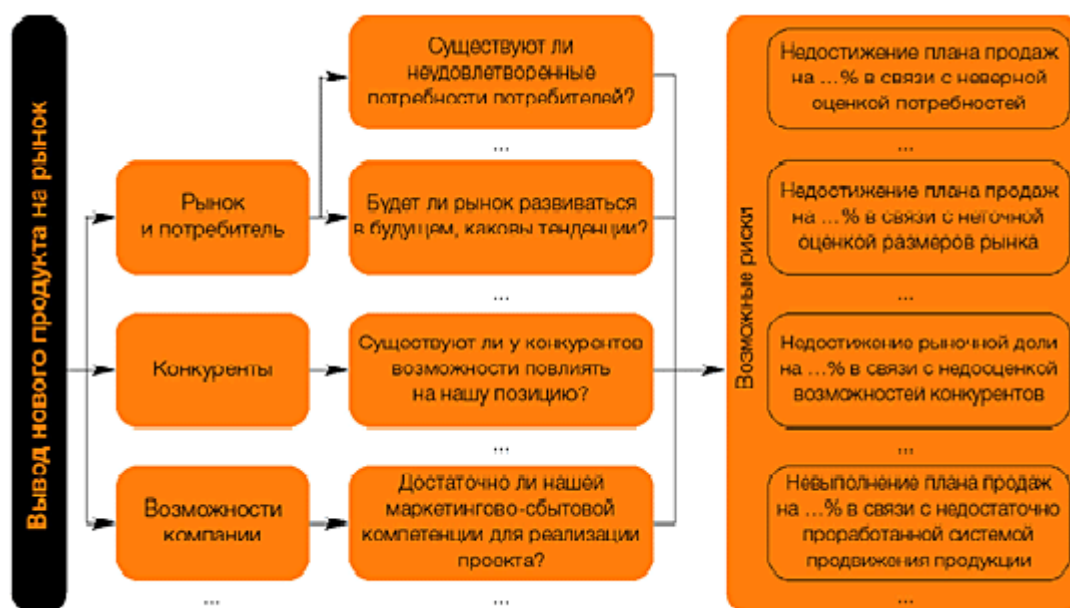 Вывод нового продукта на рынок
Рынок
и потребитель
Конкуренты
Возможности
компании
...
Существуют ли
неудовлетворенные
потребности потребителей?
...
Будет ли рынок развиваться
в будущем, каковы тенденции?
...
Существуют ли у конкурентов
возможности повлиять
на нашу позицию?
...
Достаточно ли нашей
маркетингово-сбытовой
компетенции для реализации
проекта?
...
Возможные риски
Недостижение плана продаж
на ...% в связи с неверной
оценкой потребностей
...
Недостижение плана продаж
на ...% в связи с неточной
оценкой размеров рынка
...
Недостижение рыночной доли
на ...% в связи с недооценкой
возможностей конкурентов
...
Невыполнение плана продаж
на ...% в связи с недостаточно
проработанной системой
продвижения продукции
...